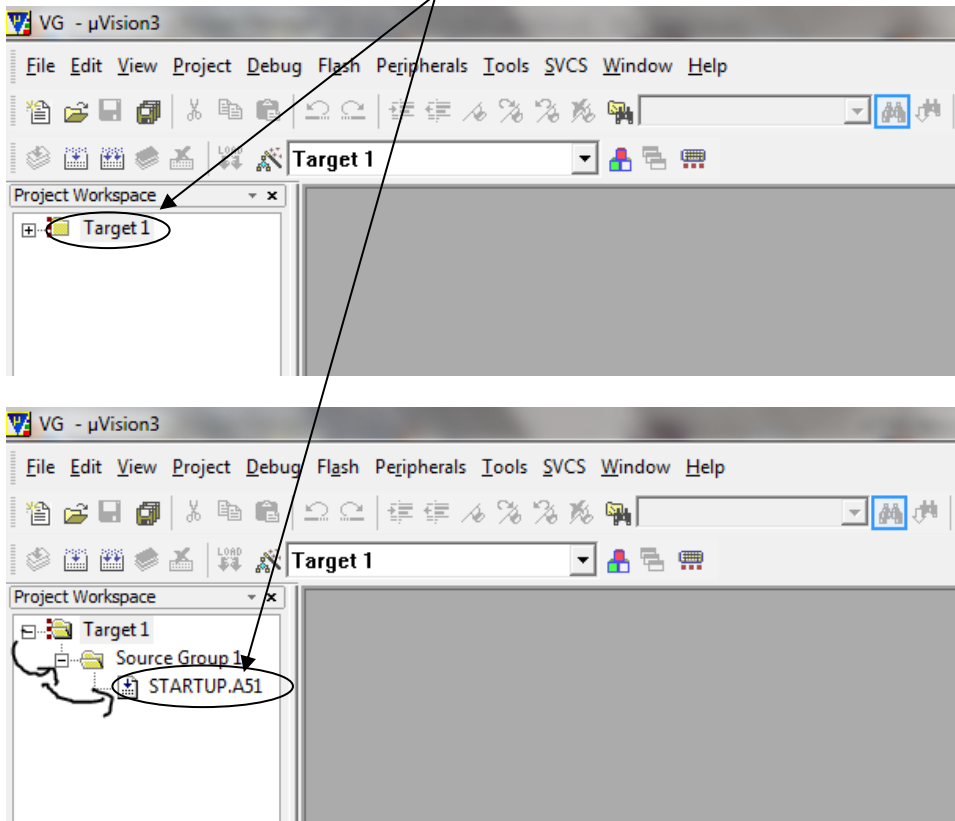 VG - µVision3
File Edit View Project Debug Flash Peripherals Tools SVCS Window Help
LOAD Target 1
Project Workspace
Target 1
VG - µVision3
File Edit View Project Debug Flash Peripherals Tools SVCS Window Help
LOAD Target 1
Project Workspace
Target 1
Source Group 1
STARTUP.A51